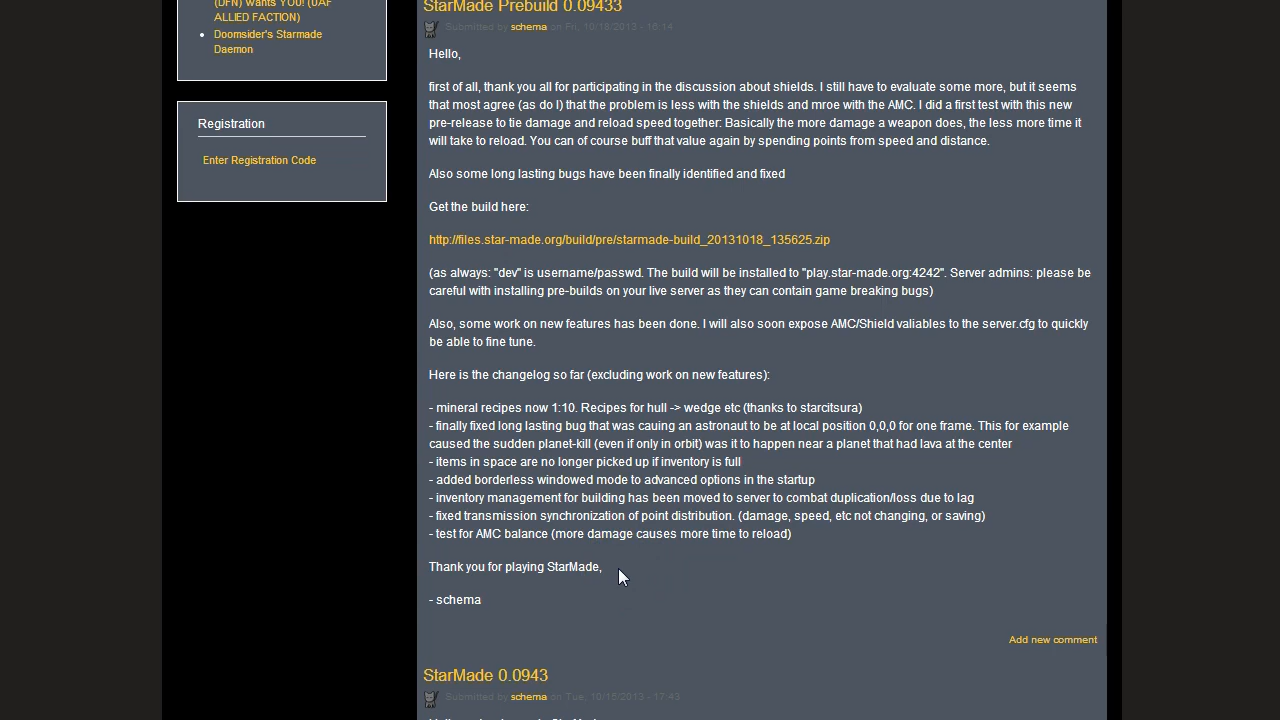 (DFN) Wants YOU! (UAF
ALLIED FACTION)
Doomsider's Starmade
Daemon
Registration
Enter Registration Code
StarMade Prebuild 0.09433
Submitted by schema on Fri, 10/18/2013 - 16:14
Hello,
first of all, thank you all for participating in the discussion about shields. I still have to evaluate some more, but it seems
that most agree (as do I) that the problem is less with the shields and mroe with the AMC. I did a first test with this new
pre-release to tie damage and reload speed together: Basically the more damage a weapon does, the less more time it
will take to reload. You can of course buff that value again by spending points from speed and distance.
Also some long lasting bugs have been finally identified and fixed
Get the build here:
http://files.star-made.org/build/pre/starmade-build_20131018_135625.zip
(as always: "dev" is username/passwd. The build will be installed to "play.star-made.org:4242". Server admins: please be
careful with installing pre-builds on your live server as they can contain game breaking bugs)
Also, some work on new features has been done. I will also soon expose AMC/Shield valiables to the server.cfg to quickly
be able to fine tune.
Here is the changelog so far (excluding work on new features):
- mineral recipes now 1:10. Recipes for hull -> wedge etc (thanks to starcitsura)
- finally fixed long lasting bug that was cauing an astronaut to be at local position 0,0,0 for one frame. This for example
caused the sudden planet-kill (even if only in orbit) was it to happen near a planet that had lava at the center
- items in space are no longer picked up if inventory is full
- added borderless windowed mode to advanced options in the startup
- inventory management for building has been moved to server to combat duplication/loss due to lag
- fixed transmission synchronization of point distribution. (damage, speed, etc not changing, or saving)
- test for AMC balance (more damage causes more time to reload)
Thank you for playing StarMade,
- schema
Add new comment
StarMade 0.0943
Submitted by schema on Tue, 10/15/2013 - 17:43